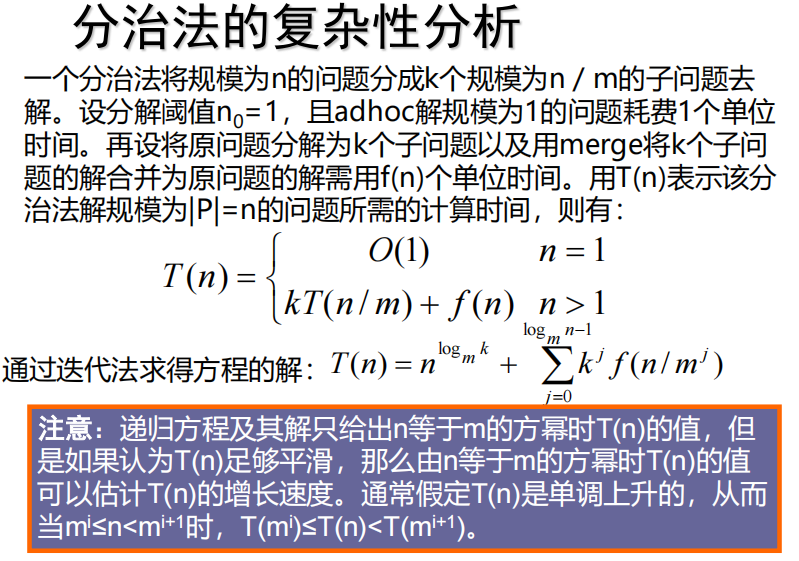 分治法的复杂性分析
一个分治法将规模为n的问题分成k个规模为n／m的子问题去
解。设分解阈值n₀=1，且adhoc解规模为1的问题耗费1个单位
时间。再设将原问题分解为k个子问题以及用merge将k个子问
题的解合并为原问题的解需用f(n)个单位时间。用T(n)表示该分
治法解规模为|P|=n的问题所需的计算时间，则有：
T(n) = { O(1) n = 1
kT(n/m) + f(n) n > 1
通过迭代法求得方程的解：T(n) = n^{log_m k} + ∑_{j=0}^{log_m n−1} k^j f(n/m^j)
注意：递归方程及其解只给出n等于m的方幂时T(n)的值，但
是如果认为T(n)足够平滑，那么由n等于m的方幂时T(n)的值
可以估计T(n)的增长速度。通常假定T(n)是单调上升的，从而
当mⁱ≤n<mⁱ⁺¹时，T(mⁱ)≤T(n)<T(mⁱ⁺¹)。